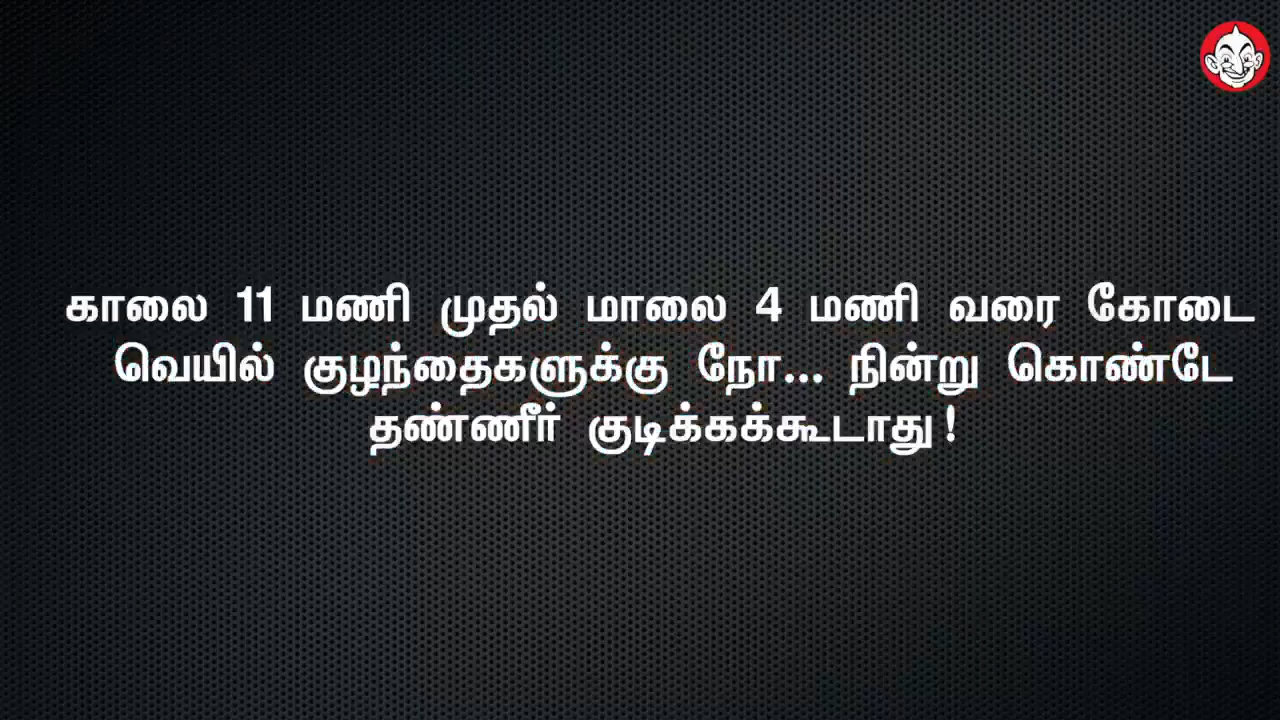 காலை 11 மணி முதல் மாலை 4 மணி வரை கோடை
வெயில் குழந்தைகளுக்கு நோ... நின்று கொண்டே
தண்ணீர் குடிக்கக்கூடாது!